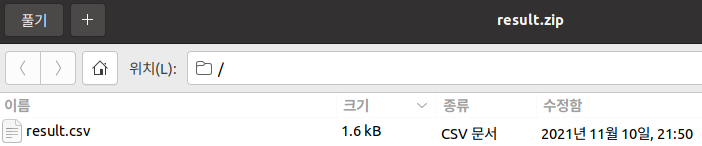 풀기 + result.zip
위치(L): /
이름 크기 종류 수정함
result.csv 1.6 kB CSV 문서 2021년 11월 10일, 21:50